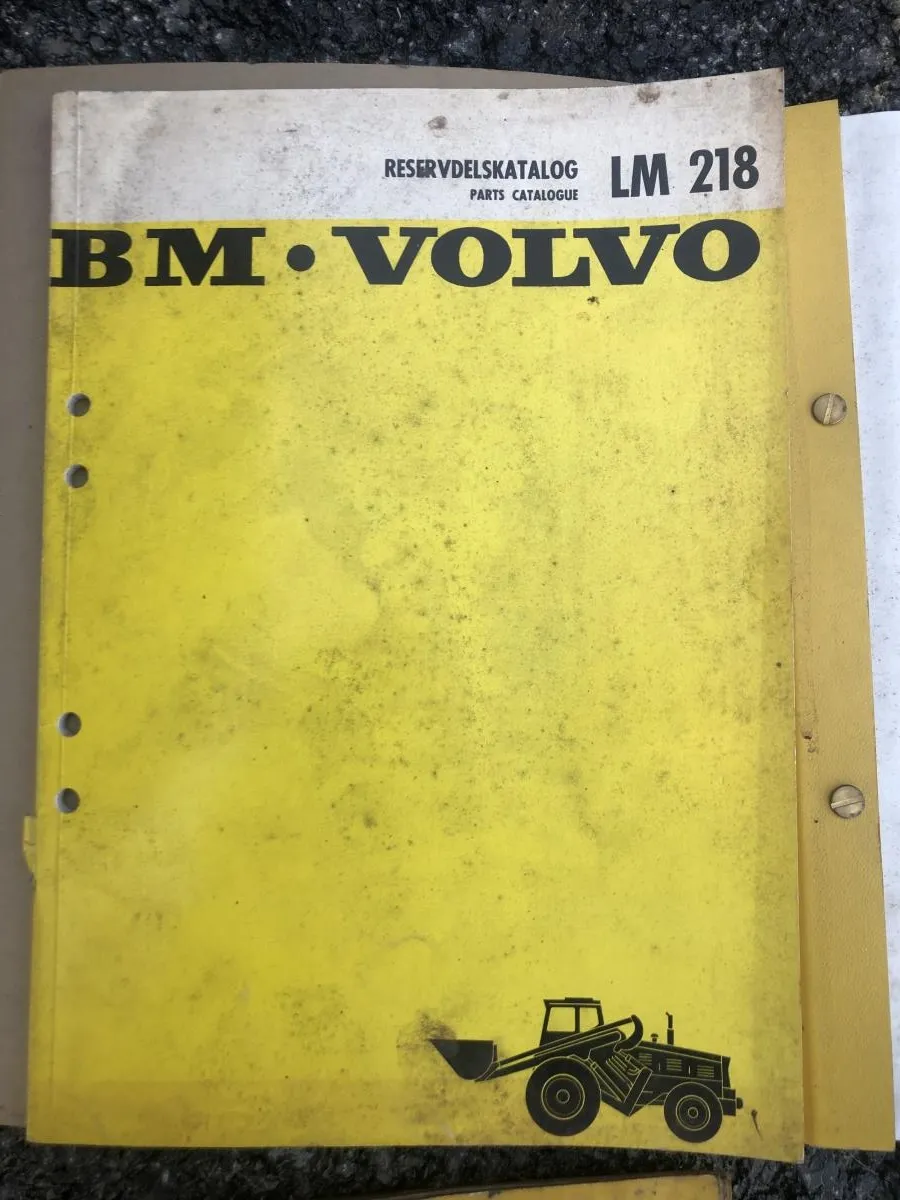 RESERVDELSKATALOG LM 218
PARTS CATALOGUE
BM • VOLVO